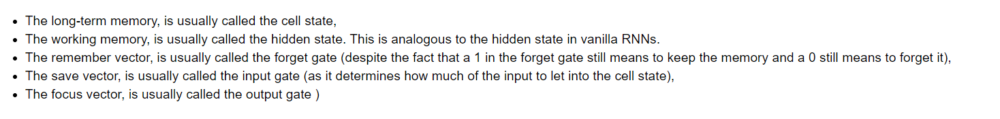 • The long-term memory, is usually called the cell state,
• The working memory, is usually called the hidden state. This is analogous to the hidden state in vanilla RNNs.
• The remember vector, is usually called the forget gate (despite the fact that a 1 in the forget gate still means to keep the memory and a 0 still means to forget it),
• The save vector, is usually called the input gate (as it determines how much of the input to let into the cell state),
• The focus vector, is usually called the output gate )